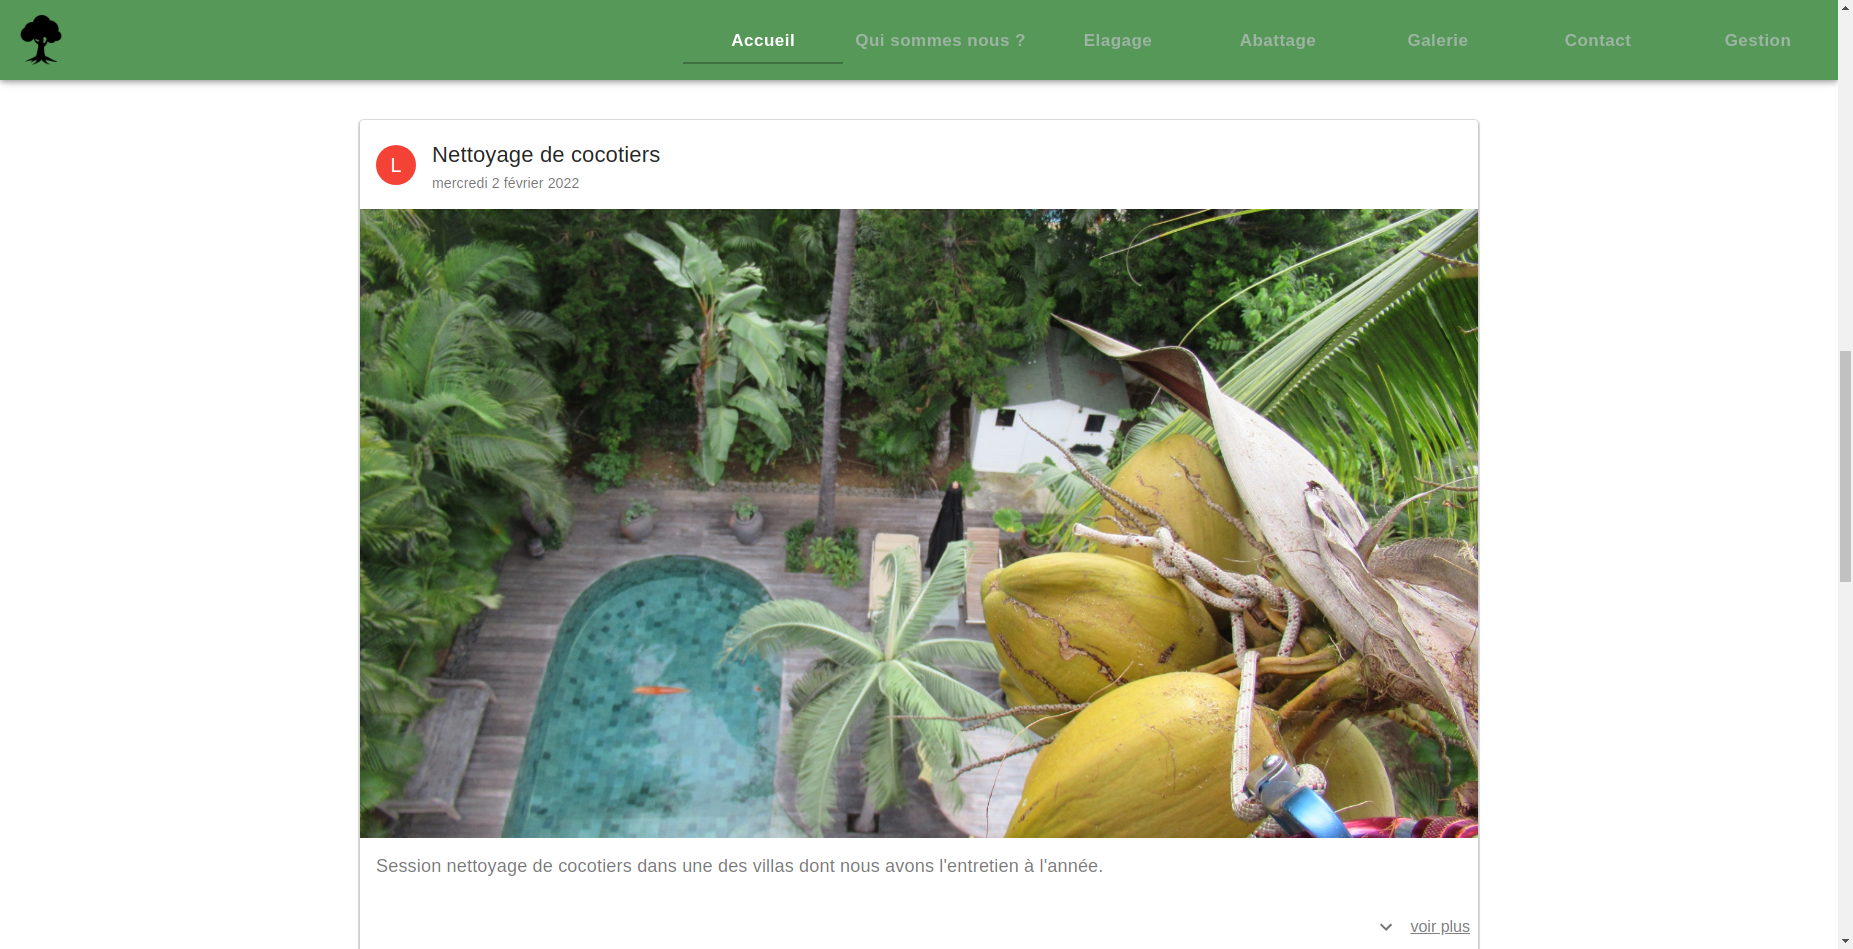 Accueil Qui sommes nous ? Elagage Abattage Galerie Contact Gestion
L
Nettoyage de cocotiers
mercredi 2 février 2022
Session nettoyage de cocotiers dans une des villas dont nous avons l'entretien à l'année.
voir plus